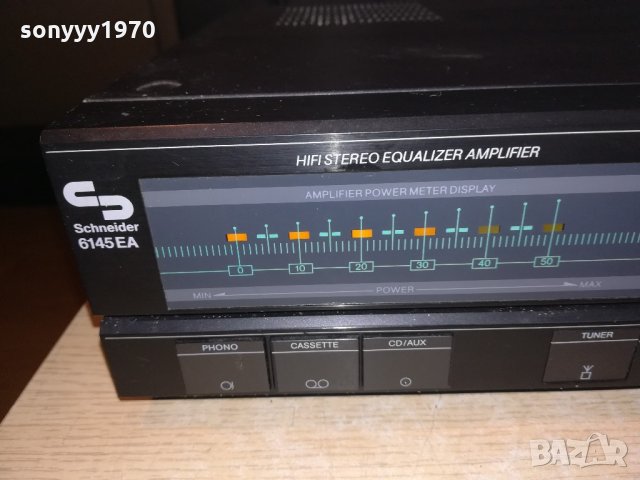 sonyyy1970
HIFI STEREO EQUALIZER AMPLIFIER
AMPLIFIER POWER METER DISPLAY
Schneider
6145EA
0 10 20 30 40 50
MIN POWER MAX
PHONO CASSETTE CD/AUX TUNER
BAZAR.bg